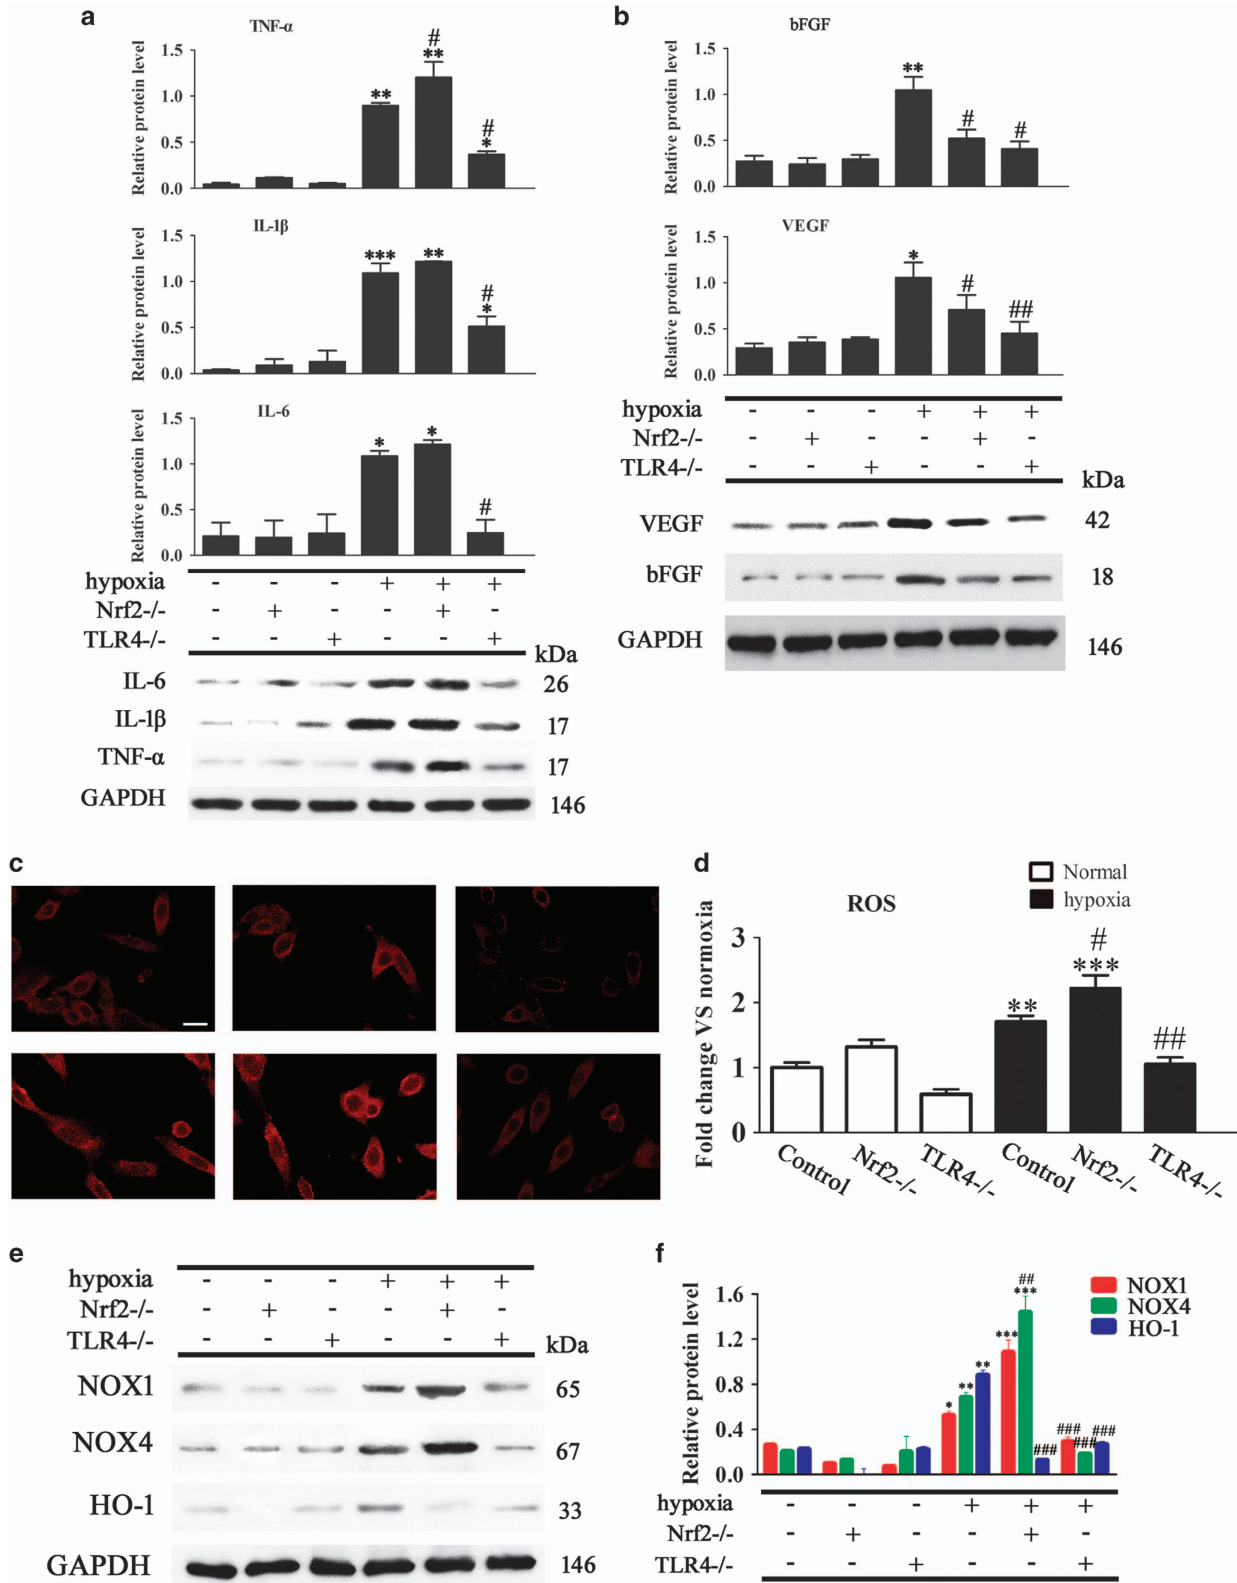 a
TNF-α
Relative protein level
1.5
1.0
0.5
0.0
** ** * # #
IL-1β
Relative protein level
1.5
1.0
0.5
0.0
*** ** * #
IL-6
Relative protein level
1.5
1.0
0.5
0.0
* * #
hypoxia - - - + + +
Nrf2-/- - + - - + -
TLR4-/- - - + - - +
kDa
IL-6 26
IL-1β 17
TNF-α 17
GAPDH 146
b
bFGF
Relative protein level
1.5
1.0
0.5
0.0
** # #
VEGF
Relative protein level
1.5
1.0
0.5
0.0
* # ##
hypoxia - - - + + +
Nrf2-/- - + - - + -
TLR4-/- - - + - - +
kDa
VEGF 42
bFGF 18
GAPDH 146
c
d
Normal
hypoxia
ROS
Fold change VS normoxia
3
2
1
0
** # *** ##
Control Nrf2-/- TLR4-/- Control Nrf2-/- TLR4-/-
e
hypoxia - - - + + +
Nrf2-/- - + - - + -
TLR4-/- - - + - - +
kDa
NOX1 65
NOX4 67
HO-1 33
GAPDH 146
f
NOX1
NOX4
HO-1
Relative protein level
1.6
1.2
0.8
0.4
0.0
* ** ** *** ## *** ### ### ### ###
hypoxia - - - + + +
Nrf2-/- - + - - + -
TLR4-/- - - + - - +